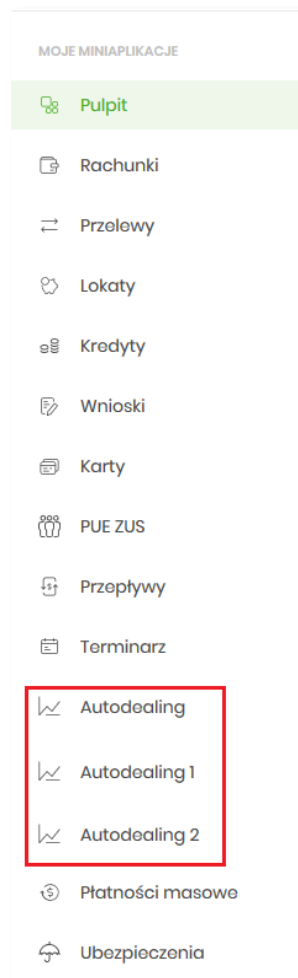 MOJE MINIAPLIKACJE
Pulpit
Rachunki
Przelewy
Lokaty
Kredyty
Wnioski
Karty
PUE ZUS
Przepływy
Terminarz
Autodealing
Autodealing 1
Autodealing 2
Płatności masowe
Ubezpieczenia